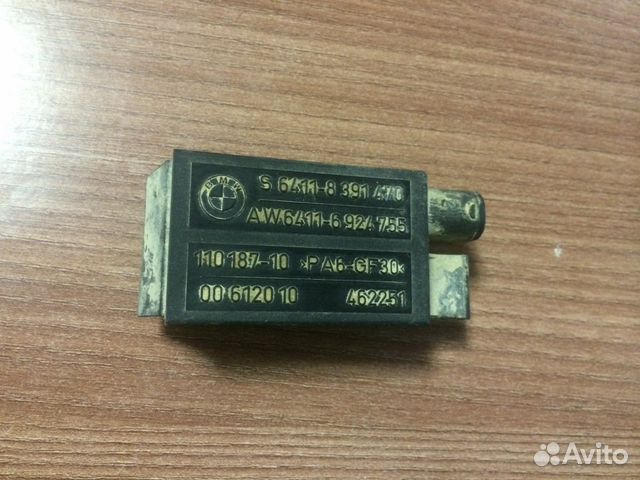 BMW
S 6411-8 391 470
AW 6411-6 924 755
110 187-10 >PA6-GF30<
00 6120 10 462251
Avito